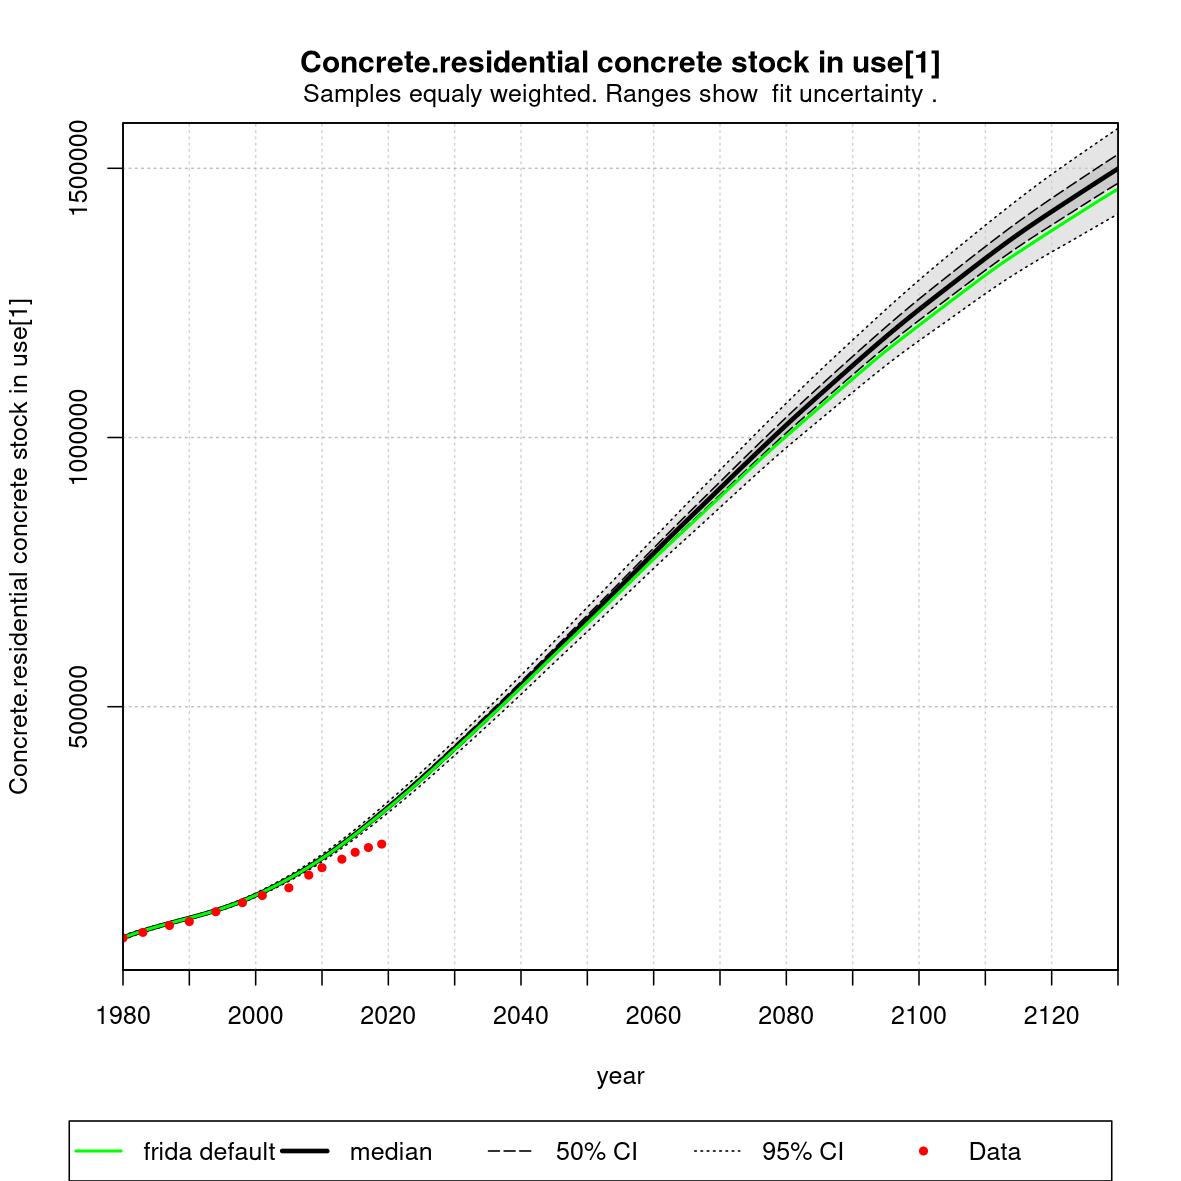 Concrete.residential concrete stock in use[1]
Samples equaly weighted. Ranges show  fit uncertainty .
Concrete.residential concrete stock in use[1]
1500000
1000000
500000
1980 2000 2020 2040 2060 2080 2100 2120
year
frida default median 50% CI 95% CI Data